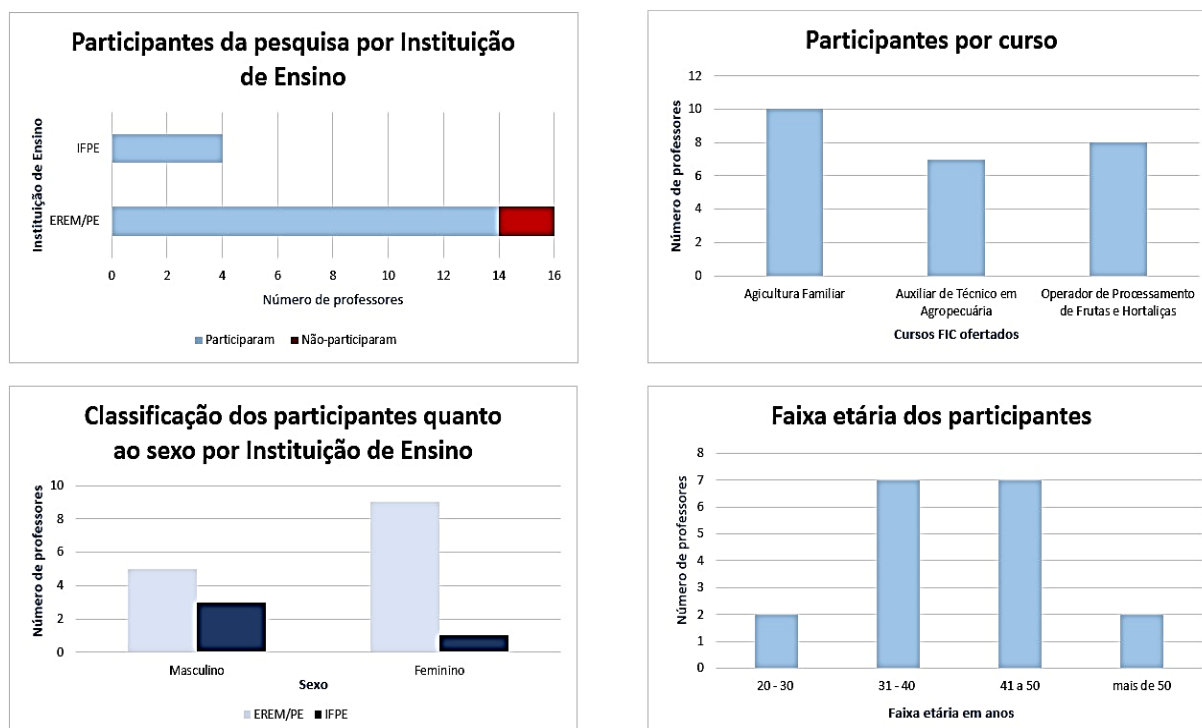 Participantes da pesquisa por Instituição
de Ensino
Instituição de Ensino
IFPE
EREM/PE
0 2 4 6 8 10 12 14 16
Número de professores
Participaram Não-participaram
Participantes por curso
Número de professores
12
10
8
6
4
2
0
Agicultura Familiar
Auxiliar de Técnico em
Agropecuária
Operador de Processamento
de Frutas e Hortaliças
Cursos FIC ofertados
Classificação dos participantes quanto
ao sexo por Instituição de Ensino
Número de professores
10
8
6
4
2
0
Masculino Feminino
Sexo
EREM/PE IFPE
Faixa etária dos participantes
Número de professores
8
7
6
5
4
3
2
1
0
20 - 30 31 - 40 41 a 50 mais de 50
Faixa etária em anos